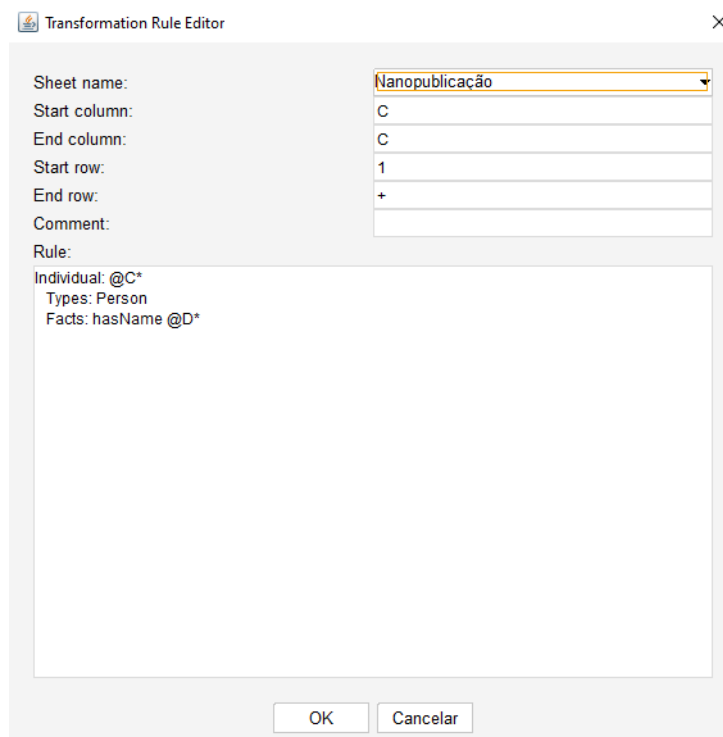 Transformation Rule Editor
Sheet name: Nanopublicação
Start column: C
End column: C
Start row: 1
End row: +
Comment:
Rule:
Individual: @C*
Types: Person
Facts: hasName @D*
OK Cancelar